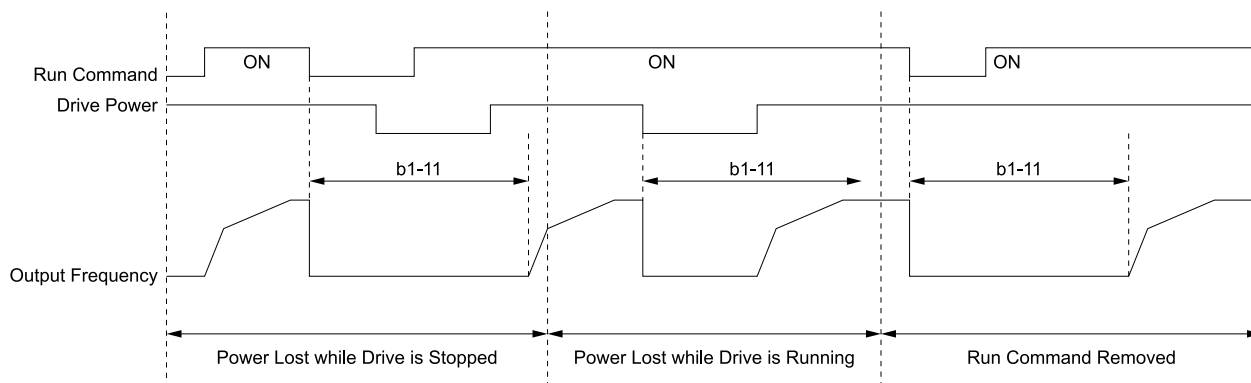 Run Command
ON
ON
ON
Drive Power
b1-11
b1-11
b1-11
Output Frequency
Power Lost while Drive is Stopped
Power Lost while Drive is Running
Run Command Removed